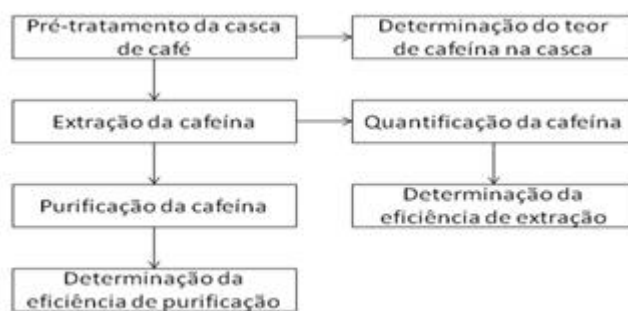 Pré-tratamento da casca
de café
Determinação do teor
de cafeína na casca
Extração da cafeína
Quantificação da cafeína
Purificação da cafeína
Determinação da
eficiência de extração
Determinação da
eficiência de purificação